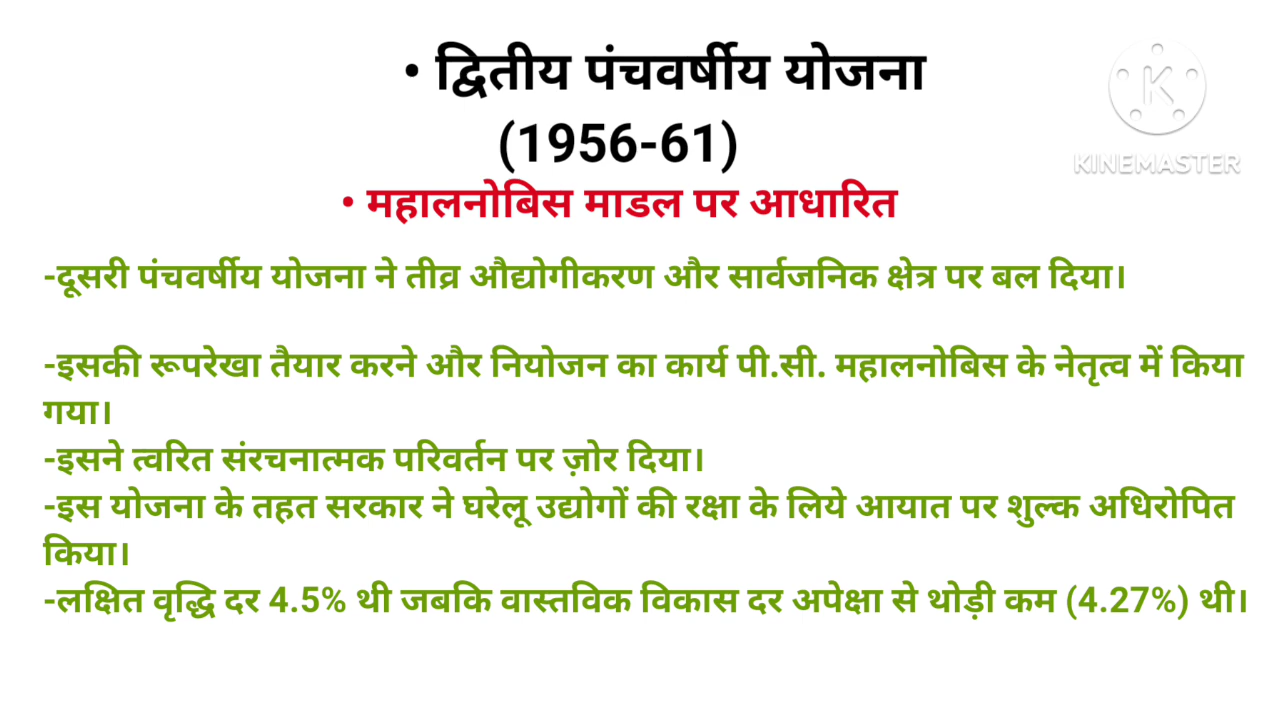 • द्वितीय पंचवर्षीय योजना
(1956-61)
• महालनोबिस माडल पर आधारित
-दूसरी पंचवर्षीय योजना ने तीव्र औद्योगीकरण और सार्वजनिक क्षेत्र पर बल दिया।
-इसकी रूपरेखा तैयार करने और नियोजन का कार्य पी.सी. महालनोबिस के नेतृत्व में किया
गया।
-इसने त्वरित संरचनात्मक परिवर्तन पर ज़ोर दिया।
-इस योजना के तहत सरकार ने घरेलू उद्योगों की रक्षा के लिये आयात पर शुल्क अधिरोपित
किया।
-लक्षित वृद्धि दर 4.5% थी जबकि वास्तविक विकास दर अपेक्षा से थोड़ी कम (4.27%) थी।
K
KINEMASTER